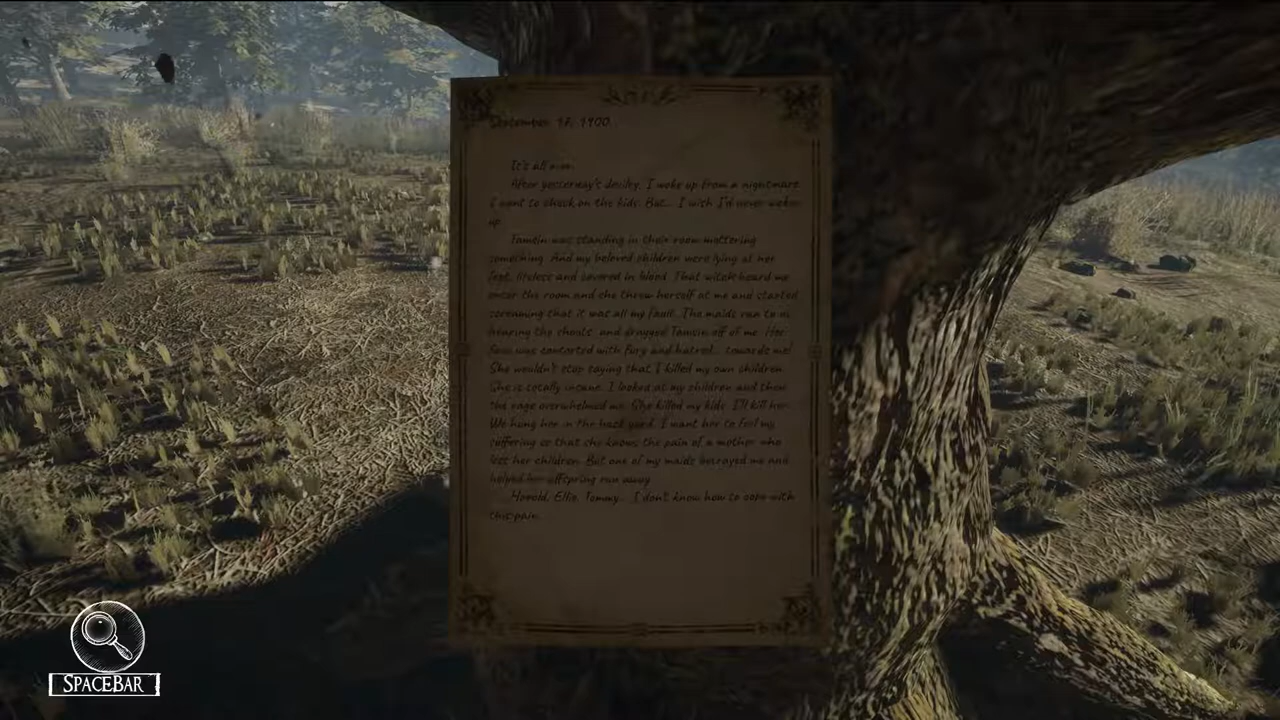 September 1 1900
It's all
After yesterday's I woke up from a nightmare
I went to check on the kids. But... I wish I'd never woken
up.
Tamsin was standing in their room muttering
something. And my beloved children were lying at her
feet, lifeless and covered in blood. That witch heard me
enter the room and she threw herself at me and started
screaming that it was all my fault. The maids ran to us
hearing the shouts, and dragged Tamsin off of me. Her
face was contorted with fury and hatred... towards me!
She wouldn't stop saying that I killed my own children.
She is totally insane. I looked at my children and then
the rage overwhelmed me. She killed my kids. I'll kill her.
We hung her in the back yard. I want her to feel my
suffering so that she knows the pain of a mother who
loss her children. But one of my maids betrayed me and
helped her offspring run away.
Harold, Ellie, Tommy... I don't know how to cope with
this pain...
SPACEBAR